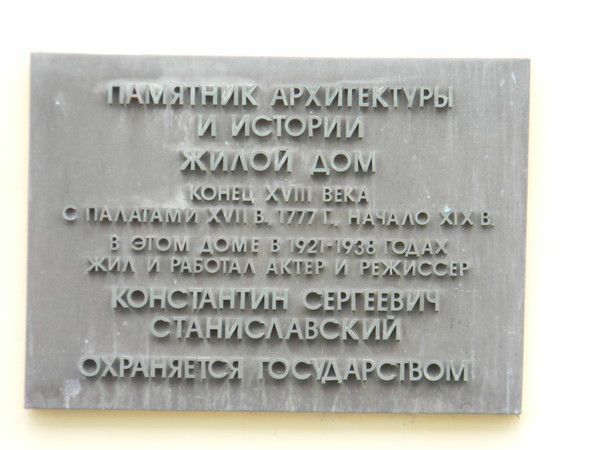 ПАМЯТНИК АРХИТЕКТУРЫ
И ИСТОРИИ
ЖИЛОЙ ДОМ
КОНЕЦ XVIII ВЕКА
С ПАЛАТАМИ XVII В., 1777 Г., НАЧАЛО XIX В.
В ЭТОМ ДОМЕ В 1921-1938 ГОДАХ
ЖИЛ И РАБОТАЛ АКТЕР И РЕЖИССЕР
КОНСТАНТИН СЕРГЕЕВИЧ
СТАНИСЛАВСКИЙ
ОХРАНЯЕТСЯ ГОСУДАРСТВОМ